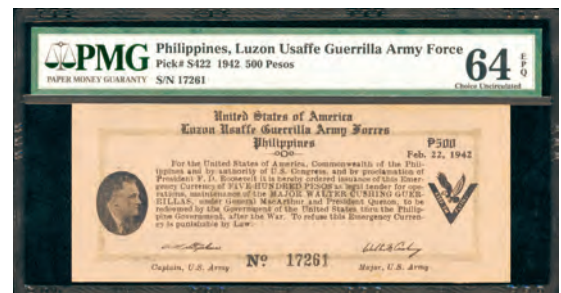 PMG
PAPER MONEY GUARANTY
Philippines, Luzon Usaffe Guerrilla Army Force
Pick# S422 1942 500 Pesos
S/N 17261
64 EPQ
Choice Uncirculated
United States of America
Luzon Usaffe Guerrilla Army Forces
Philippines
₱500
Feb. 22, 1942
For the United States of America, Commonwealth of the Phil-
ippines and by authority of U.S. Congress, and by proclamation of
President F. D. Roosevelt it is hereby ordered issuance of this Emer-
gency Currency of FIVE HUNDRED PESOS as legal tender for ope-
rations, maintenance of the MAJOR WALTER CUSHING GUER-
RILLAS, under General MacArthur and President Quezon, to be
redeemed by the Government of the United States thru the Philip-
pine Government, after the War. To refuse this Emergency Curren-
cy is punishable by Law.
Captain, U.S. Army
Nº 17261
Major, U.S. Army